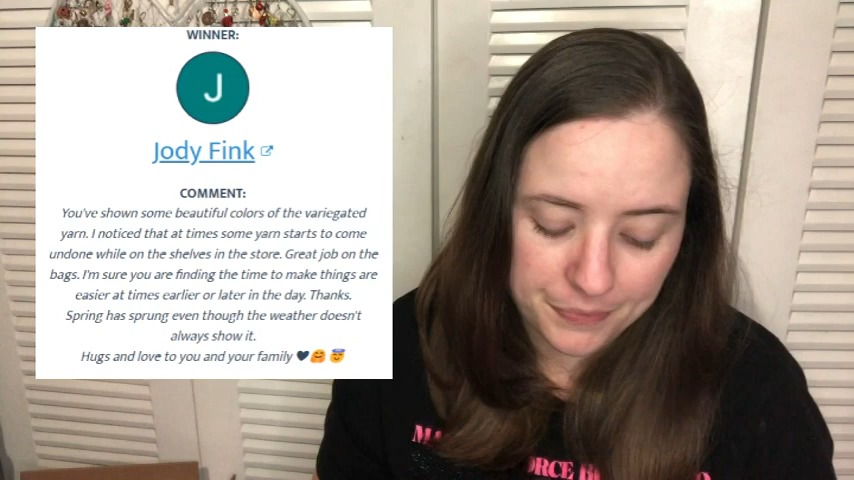 WINNER:
J
Jody Fink
COMMENT:
You've shown some beautiful colors of the variegated
yarn. I noticed that at times some yarn starts to come
undone while on the shelves in the store. Great job on the
bags. I'm sure you are finding the time to make things are
easier at times earlier or later in the day. Thanks.
Spring has sprung even though the weather doesn't
always show it.
Hugs and love to you and your family 🖤🤗😇